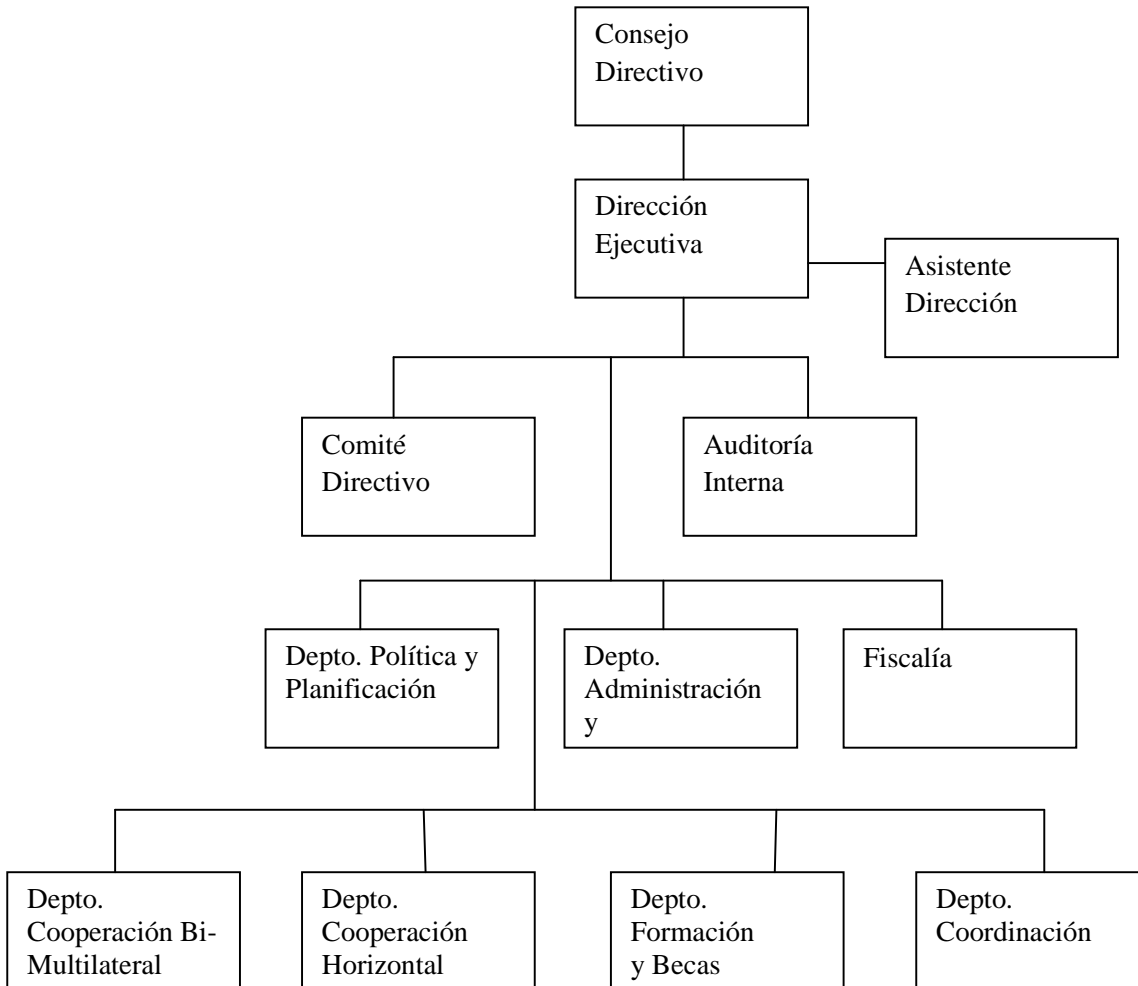 Consejo
Directivo
Dirección
Ejecutiva
Asistente
Dirección
Comité
Directivo
Auditoría
Interna
Depto. Política y
Planificación
Depto.
Administración
y
Fiscalía
Depto.
Cooperación Bi-
Multilateral
Depto.
Cooperación
Horizontal
Depto.
Formación
y Becas
Depto.
Coordinación